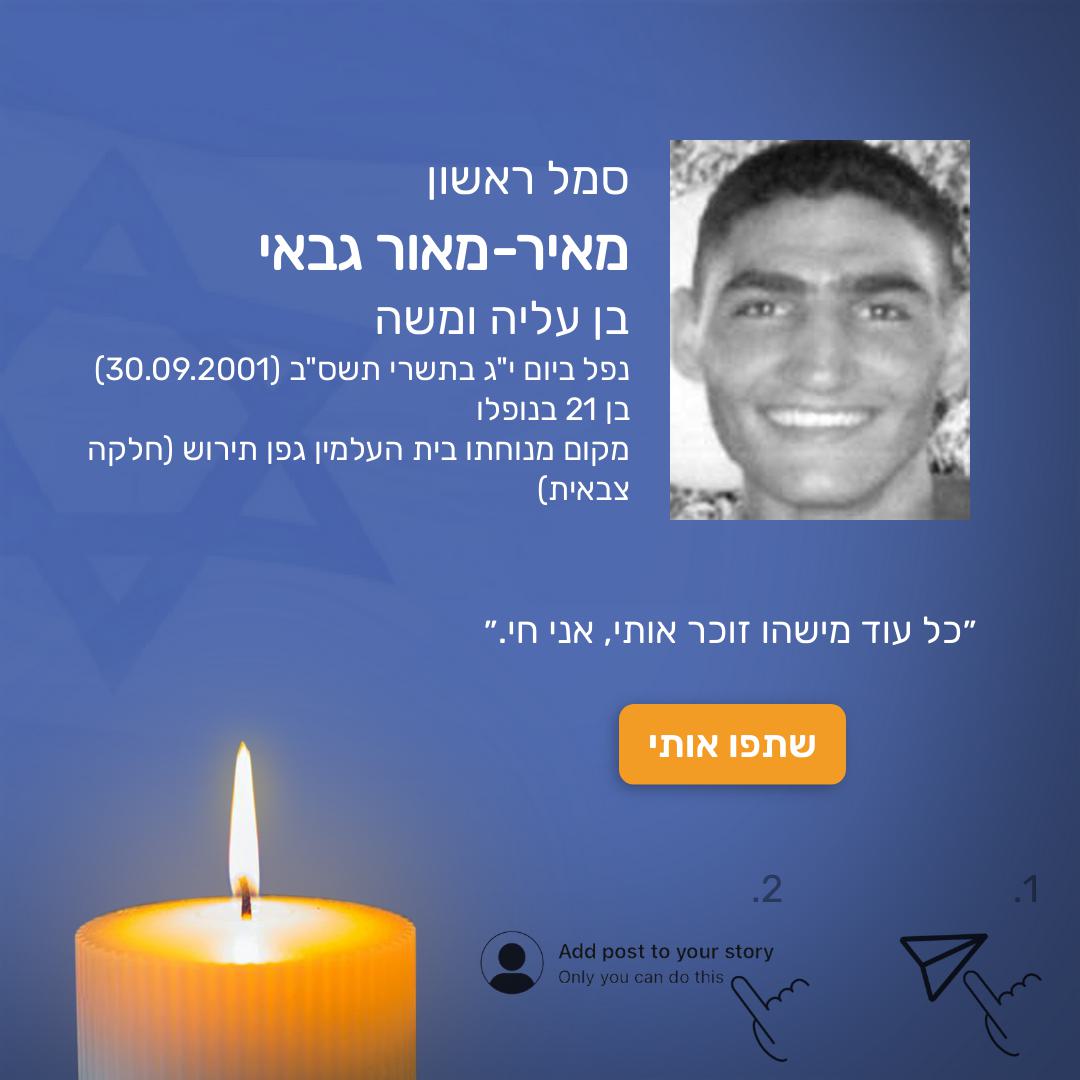 סמל ראשון
מאיר-מאור גבאי
בן עליה ומשה
נפל ביום י"ג בתשרי תשס"ב (30.09.2001)
בן 21 בנופלו
מקום מנוחתו בית העלמין גפן תירוש (חלקה
צבאית)
״כל עוד מישהו זוכר אותי, אני חי.״
שתפו אותי
.1
.2
Add post to your story
Only you can do this